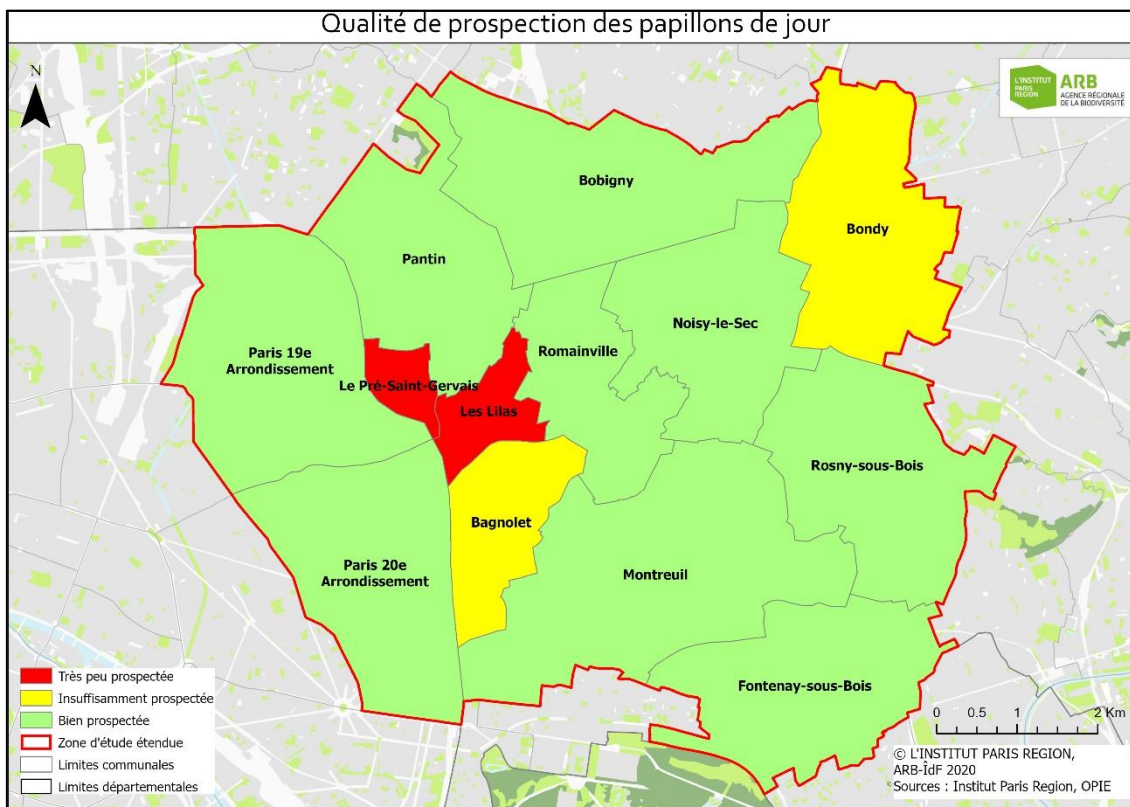 Qualité de prospection des papillons de jour
N
L'INSTITUT
PARIS
REGION
ARB
AGENCE RÉGIONALE
DE LA BIODIVERSITÉ
Bobigny
Bondy
Pantin
Noisy-le-Sec
Romainville
Paris 19e
Arrondissement
Le Pré-Saint-Gervais
Les Lilas
Rosny-sous-Bois
Bagnolet
Paris 20e
Arrondissement
Montreuil
Fontenay-sous-Bois
Très peu prospectée
Insuffisamment prospectée
Bien prospectée
Zone d'étude étendue
Limites communales
Limites départementales
0 0.5 1 2 Km
© L'INSTITUT PARIS REGION,
ARB-ÎdF 2020
Sources : Institut Paris Region, OPIE